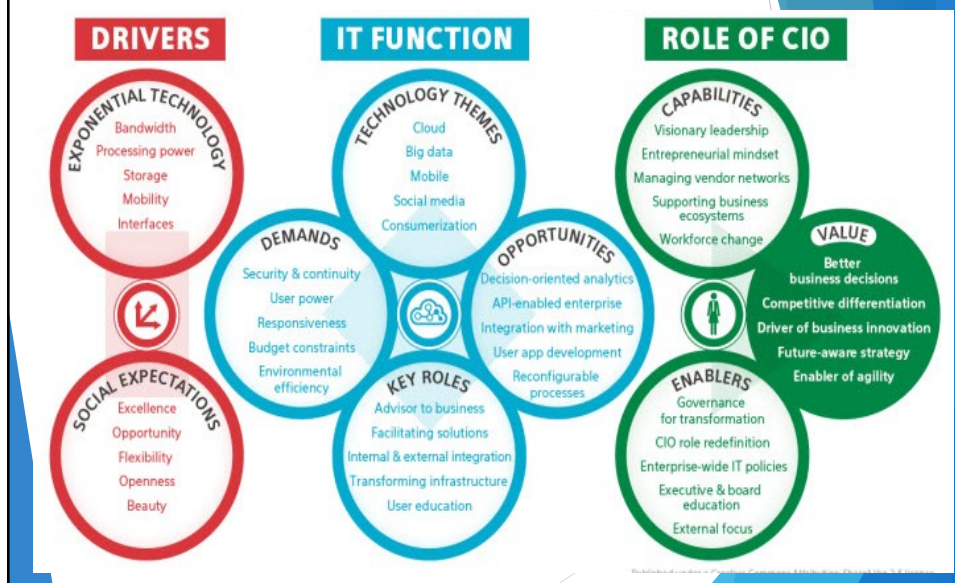 DRIVERS
IT FUNCTION
ROLE OF CIO
EXPONENTIAL TECHNOLOGY
Bandwidth
Processing power
Storage
Mobility
Interfaces
SOCIAL EXPECTATIONS
Excellence
Opportunity
Flexibility
Openness
Beauty
TECHNOLOGY THEMES
Cloud
Big data
Mobile
Social media
Consumerization
DEMANDS
Security & continuity
User power
Responsiveness
Budget constraints
Environmental
efficiency
OPPORTUNITIES
Decision-oriented analytics
API-enabled enterprise
Integration with marketing
User app development
Reconfigurable
processes
KEY ROLES
Advisor to business
Facilitating solutions
Internal & external integration
Transforming infrastructure
User education
CAPABILITIES
Visionary leadership
Entrepreneurial mindset
Managing vendor networks
Supporting business
ecosystems
Workforce change
VALUE
Better
business decisions
Competitive differentiation
Driver of business innovation
Future-aware strategy
Enabler of agility
ENABLERS
Governance
for transformation
CIO role redefinition
Enterprise-wide IT policies
Executive & board
education
External focus